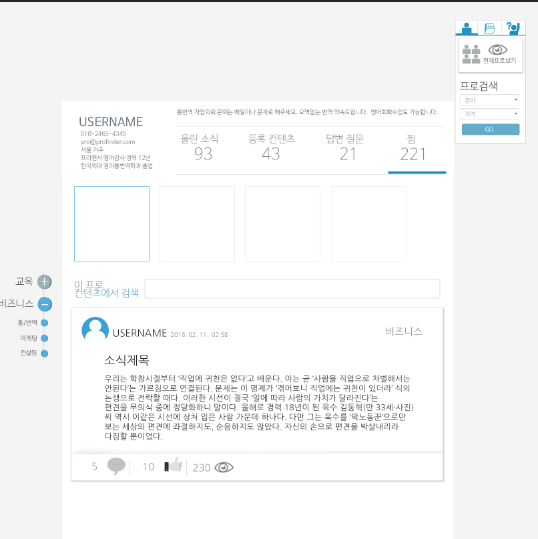 전체프로보기
프로검색
분야
지역
GO
USERNAME
010-2465-4345
pro@profinder.com
서울 거주
프리랜서 영어강사 경력 12년
한국외대 영어통번역학과 졸업
통번역 작업의뢰 문의는 메일이나 문자로 해주세요. 오역없는 번역 약속드립니다. 영어회화수업도 가능합니다.
올린 소식
등록 컨텐츠
답변 질문
찜
93
43
21
221
이 프로
컨텐츠에서 검색
교육
비즈니스
통/번역
마케팅
컨설팅
USERNAME 2018. 02. 11. 02:58
비즈니스
소식제목
우리는 학창시절부터 '직업에 귀천은 없다'고 배운다. 이는 곧 '사람을 직업으로 차별해서는
안된다'는 가르침으로 연결된다. 문제는 이 명제가 '겪어보니 직업에는 귀천이 있더라' 식의
논쟁으로 전락할 때다. 이러한 시선이 결국 '일에 따라 사람의 가치가 달라진다'는
편견을 무의식 중에 정당화하니 말이다. 올해로 경력 18년이 된 목수 김동혁(만 33세·사진)
씨 역시 이같은 시선에 상처 입은 사람 가운데 하나다. 다만 그는 목수를 '막노동꾼'으로만
보는 세상의 편견에 좌절하지도, 순응하지도 않았다. 자신의 손으로 편견을 박살내리라
다짐할 뿐이었다.
5
10
230